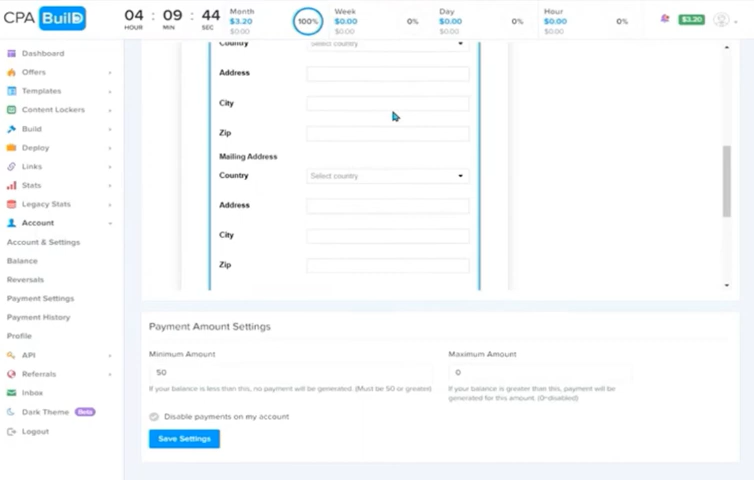 CPA BuilD
04 : 09 : 44
HOUR MIN SEC
Month
$3.20
$0.00
100%
Week
$0.00
$0.00
0%
Day
$0.00
$0.00
0%
Hour
$0.00
$0.00
0%
$3.20
Dashboard
Offers
Templates
Content Lockers
Build
Deploy
Links
Stats
Legacy Stats
Account
Account & Settings
Balance
Reversals
Payment Settings
Payment History
Profile
API
Referrals
Inbox
Dark Theme Beta
Logout
Country Select country
Address
City
Zip
Mailing Address
Country Select country
Address
City
Zip
Payment Amount Settings
Minimum Amount
50
If your balance is less than this, no payment will be generated. (Must be 50 or greater)
Maximum Amount
0
If your balance is greater than this, payment will be
generated for this amount. (0=disabled)
Disable payments on my account
Save Settings